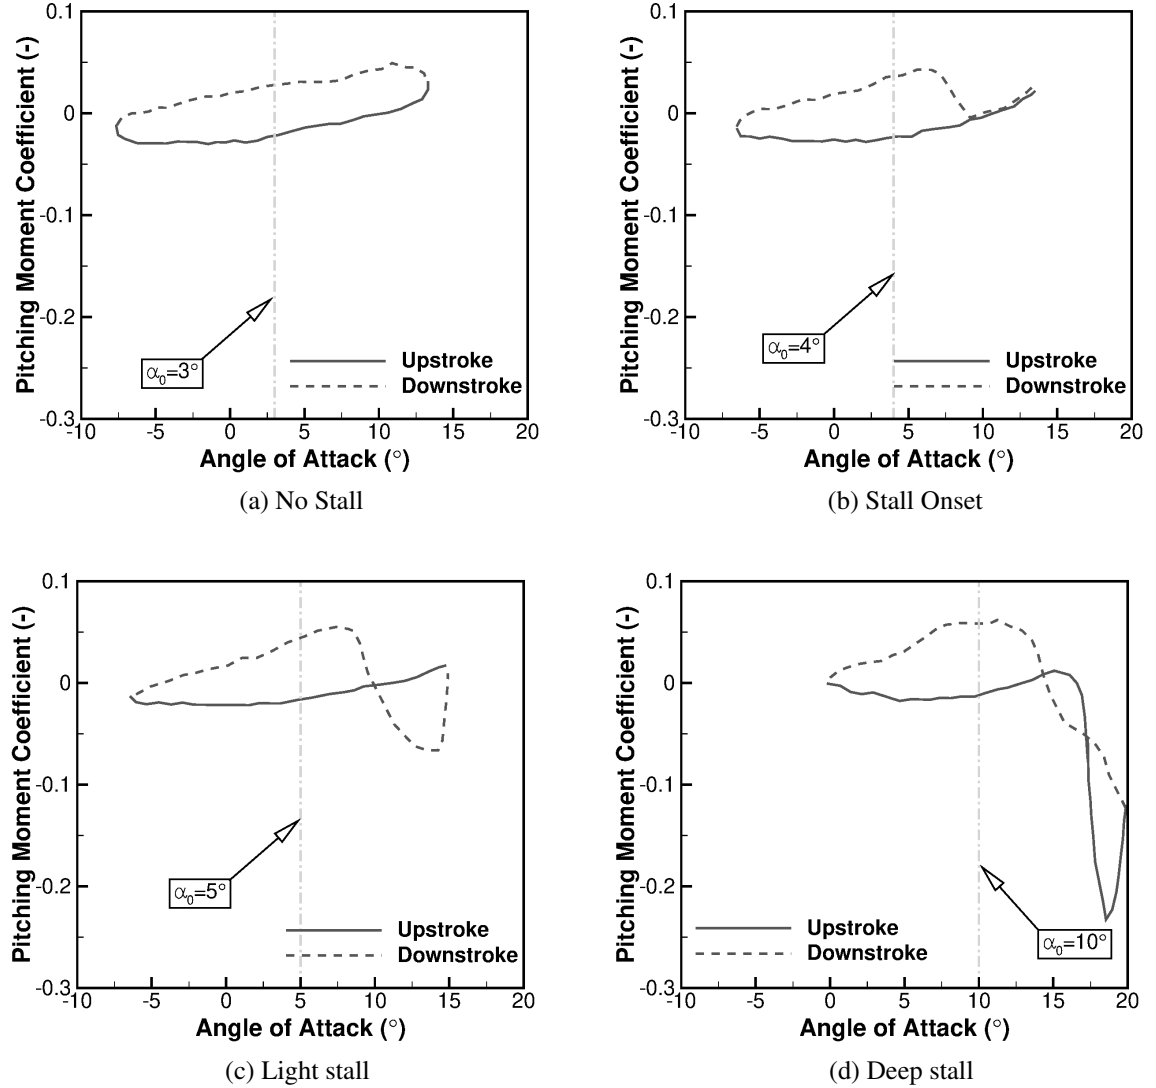 0.1
0
-0.1
-0.2
-0.3
Pitching Moment Coefficient (-)
α₀=3°
Upstroke
Downstroke
-10 -5 0 5 10 15 20
Angle of Attack (°)
(a) No Stall
0.1
0
-0.1
-0.2
-0.3
Pitching Moment Coefficient (-)
α₀=4°
Upstroke
Downstroke
-10 -5 0 5 10 15 20
Angle of Attack (°)
(b) Stall Onset
0.1
0
-0.1
-0.2
-0.3
Pitching Moment Coefficient (-)
α₀=5°
Upstroke
Downstroke
-10 -5 0 5 10 15 20
Angle of Attack (°)
(c) Light stall
0.1
0
-0.1
-0.2
-0.3
Pitching Moment Coefficient (-)
Upstroke
Downstroke
α₀=10°
-10 -5 0 5 10 15 20
Angle of Attack (°)
(d) Deep stall